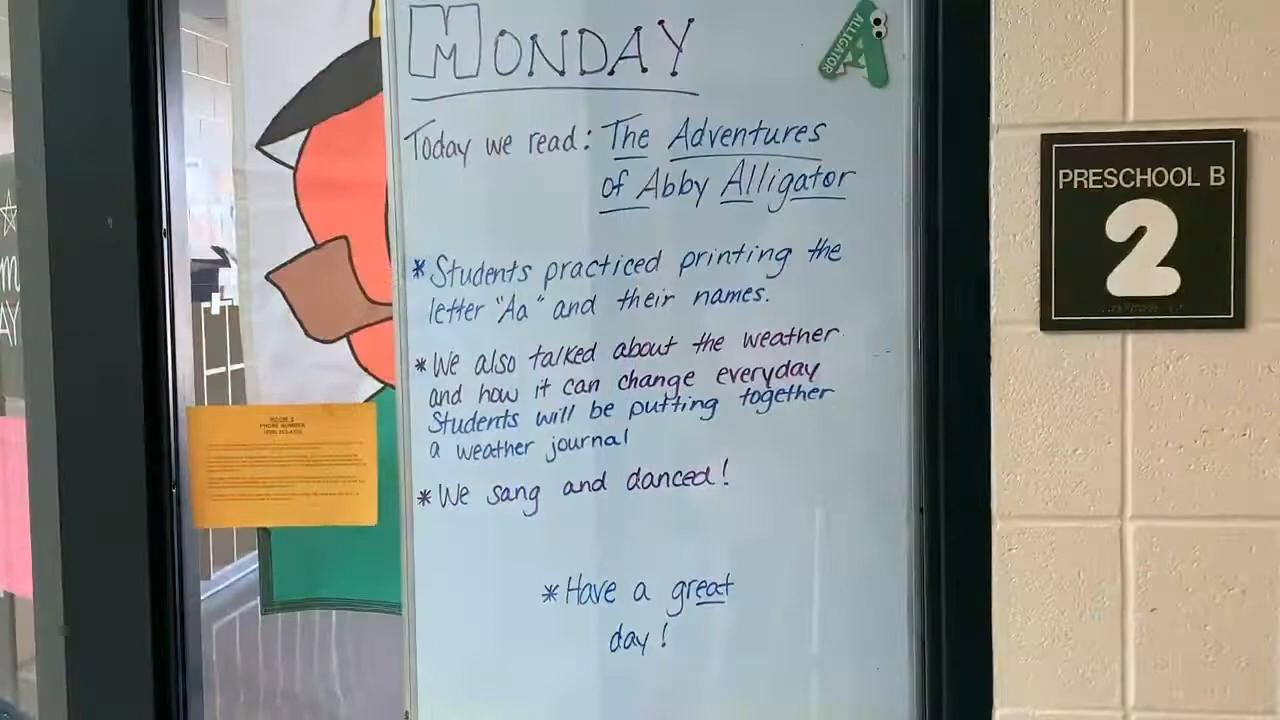 MONDAY
ALLIGATOR
Today we read: The Adventures
of Abby Alligator
* Students practiced printing the
letter "Aa" and their names.
* We also talked about the weather
and how it can change everyday
Students will be putting together
a weather journal
* We sang and danced!
* Have a great
day!
PRESCHOOL B
2
PHONE NUMBER